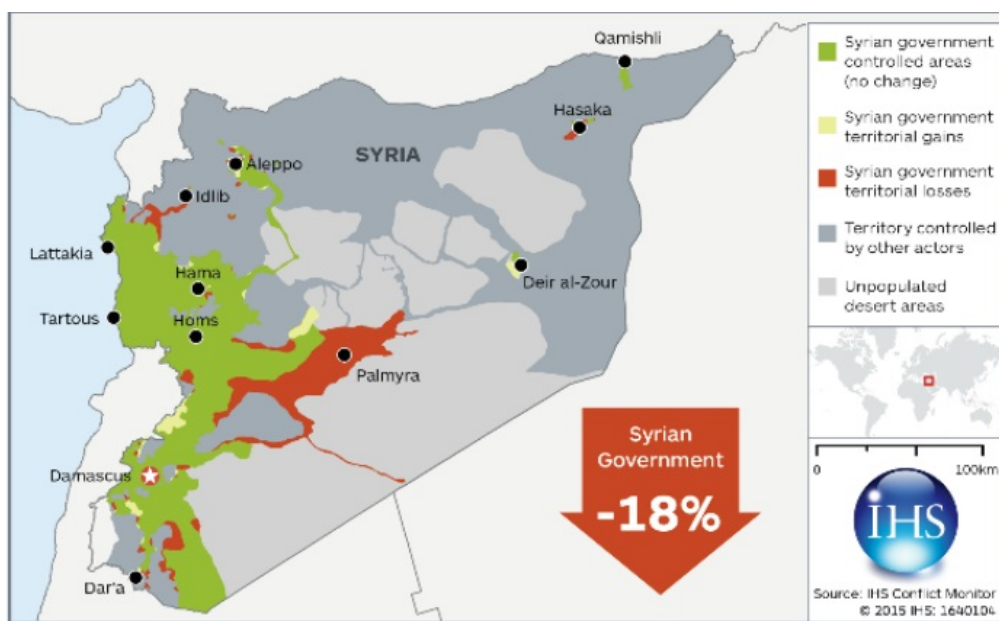 Qamishli
Hasaka
SYRIA
Aleppo
Idlib
Lattakia
Hama
Deir al-Zour
Tartous
Homs
Palmyra
Damascus
Dar'a
Syrian
Government
-18%
Syrian government
controlled areas
(no change)
Syrian government
territorial gains
Syrian government
territorial losses
Territory controlled
by other actors
Unpopulated
desert areas
0 100km
IHS
Source: IHS Conflict Monitor
© 2015 IHS: 1640104